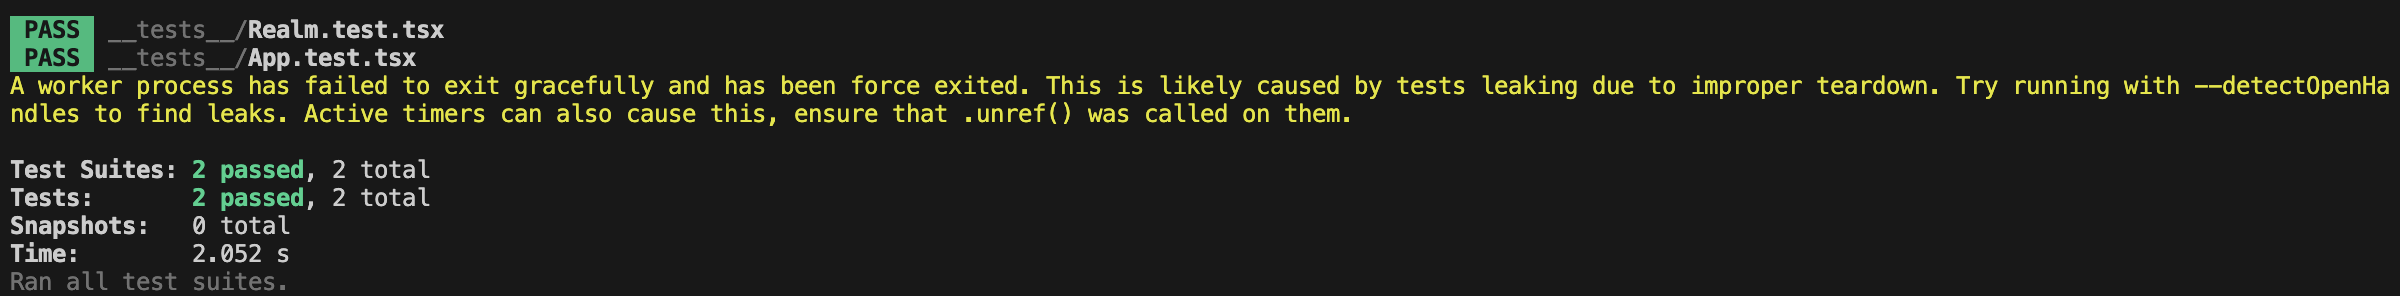 PASS __tests__/Realm.test.tsx
PASS __tests__/App.test.tsx
A worker process has failed to exit gracefully and has been force exited. This is likely caused by tests leaking due to improper teardown. Try running with --detectOpenHa
ndles to find leaks. Active timers can also cause this, ensure that .unref() was called on them.
Test Suites: 2 passed, 2 total
Tests: 2 passed, 2 total
Snapshots: 0 total
Time: 2.052 s
Ran all test suites.